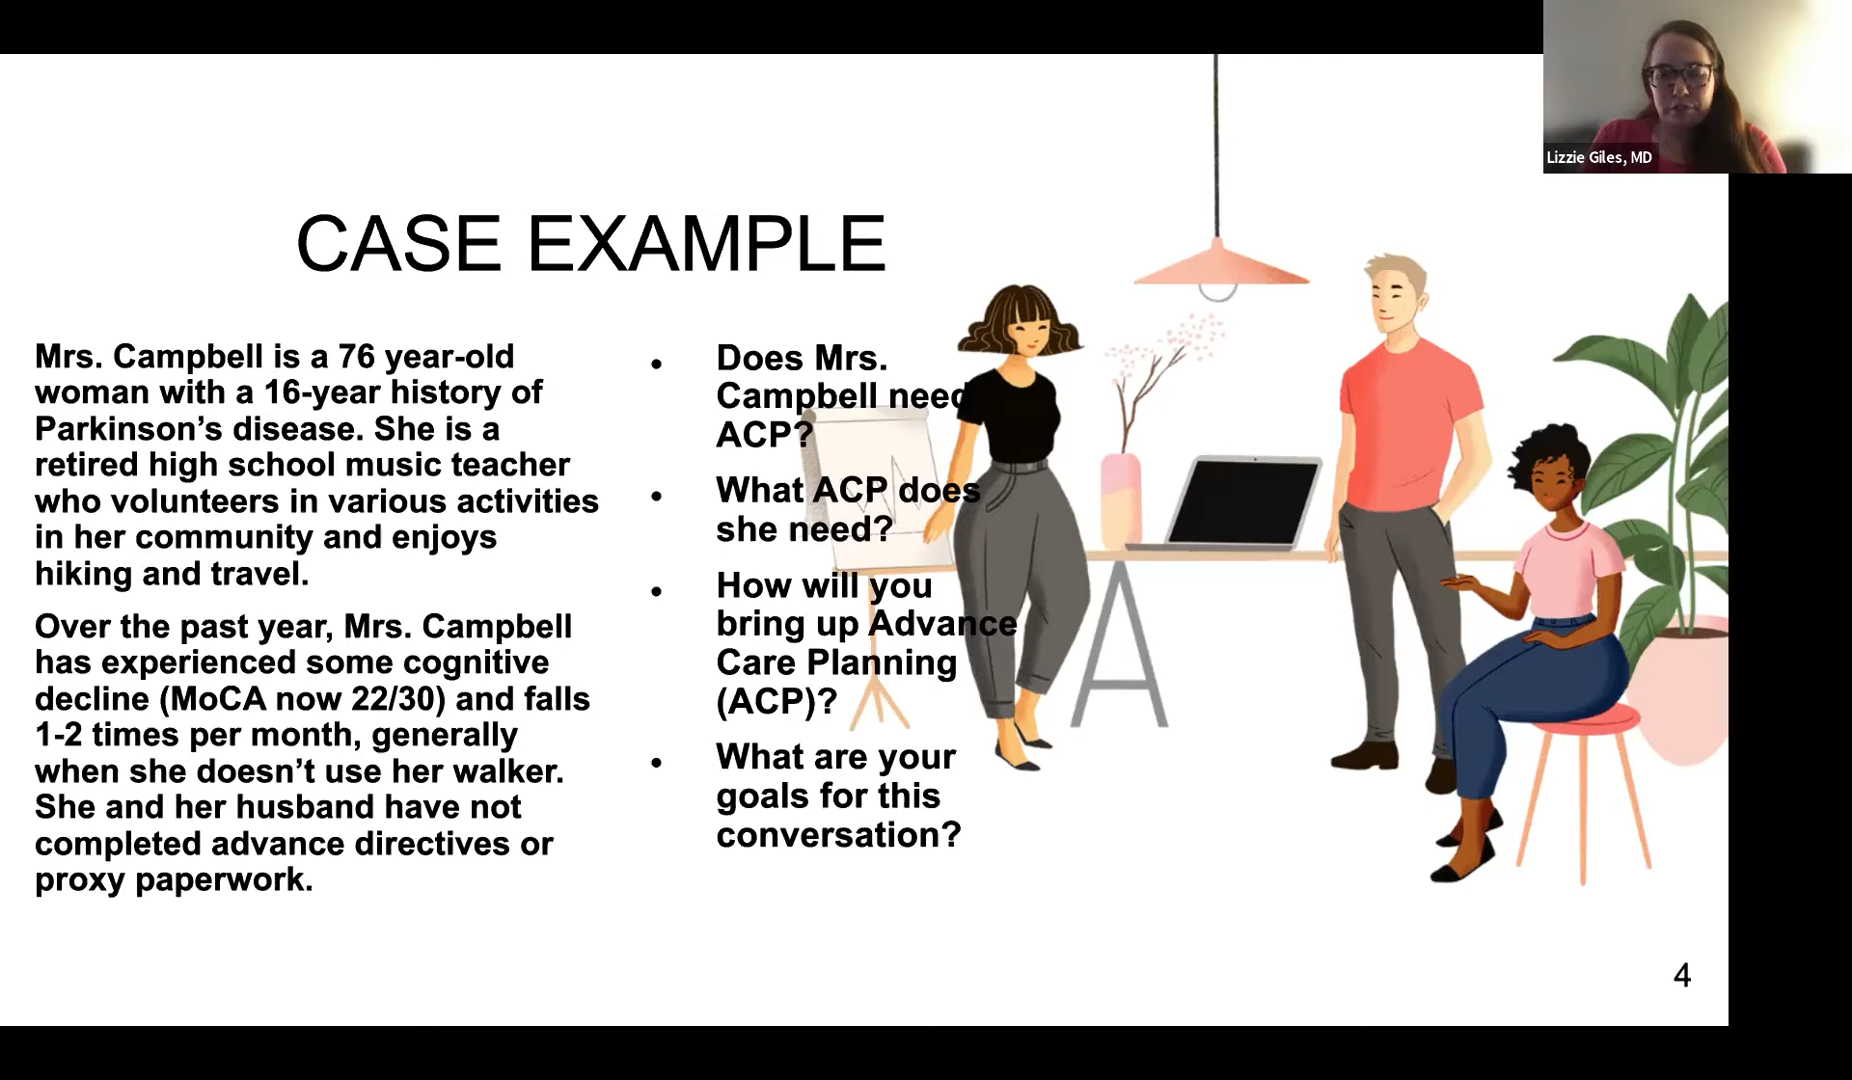 Lizzie Giles, MD
CASE EXAMPLE
Mrs. Campbell is a 76 year-old
woman with a 16-year history of
Parkinson’s disease. She is a
retired high school music teacher
who volunteers in various activities
in her community and enjoys
hiking and travel.
Over the past year, Mrs. Campbell
has experienced some cognitive
decline (MoCA now 22/30) and falls
1-2 times per month, generally
when she doesn’t use her walker.
She and her husband have not
completed advance directives or
proxy paperwork.
• Does Mrs.
Campbell need
ACP?
• What ACP does
she need?
• How will you
bring up Advance
Care Planning
(ACP)?
• What are your
goals for this
conversation?
4